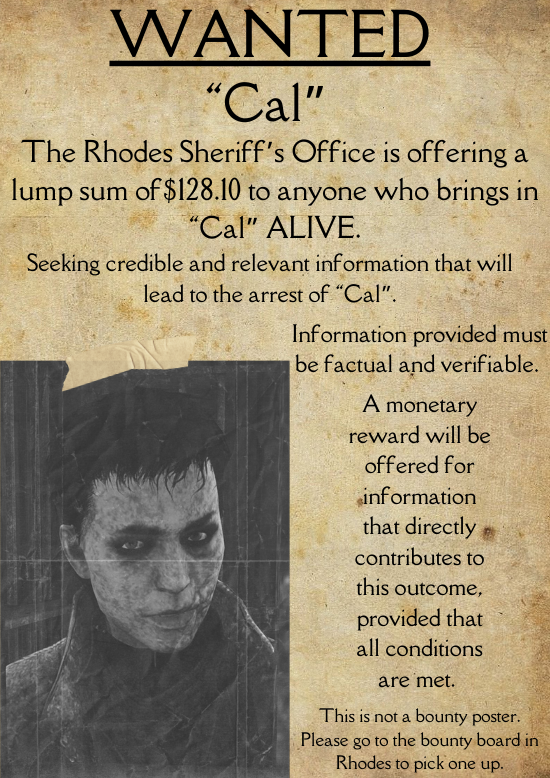 WANTED
“Cal”
The Rhodes Sheriff's Office is offering a
lump sum of $128.10 to anyone who brings in
“Cal” ALIVE.
Seeking credible and relevant information that will
lead to the arrest of “Cal”.
Information provided must
be factual and verifiable.
A monetary
reward will be
offered for
information
that directly
contributes to
this outcome,
provided that
all conditions
are met.
This is not a bounty poster.
Please go to the bounty board in
Rhodes to pick one up.